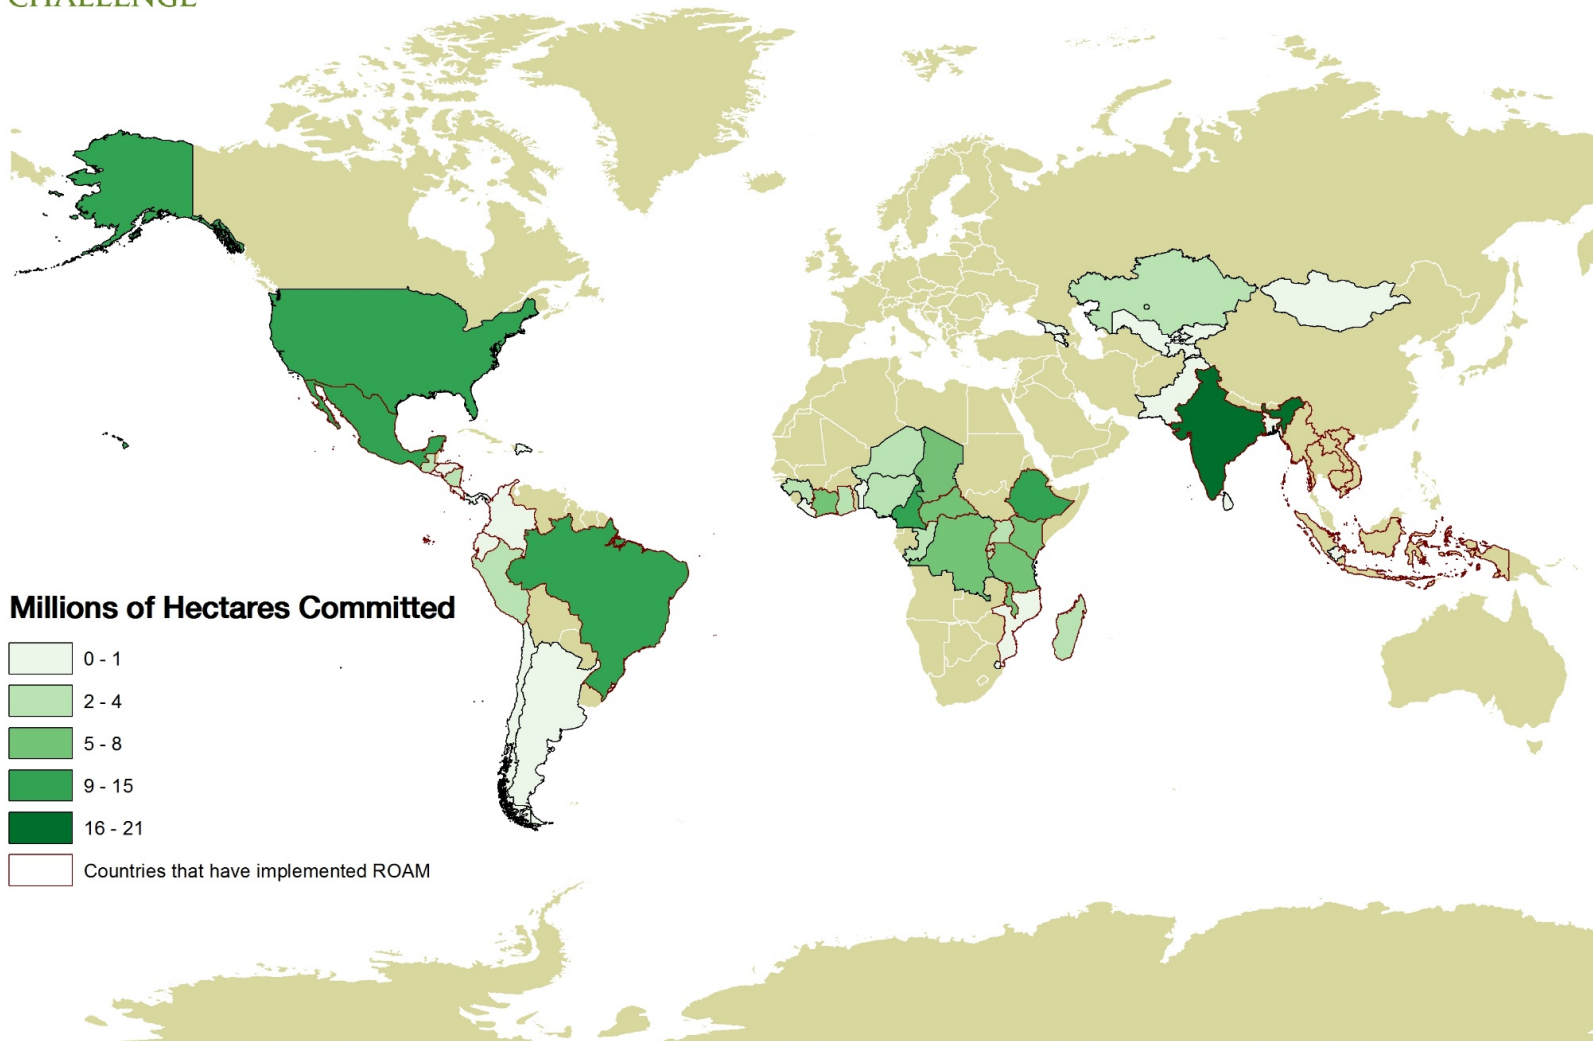 CHALLENGE
Millions of Hectares Committed
0 - 1
2 - 4
5 - 8
9 - 15
16 - 21
Countries that have implemented ROAM